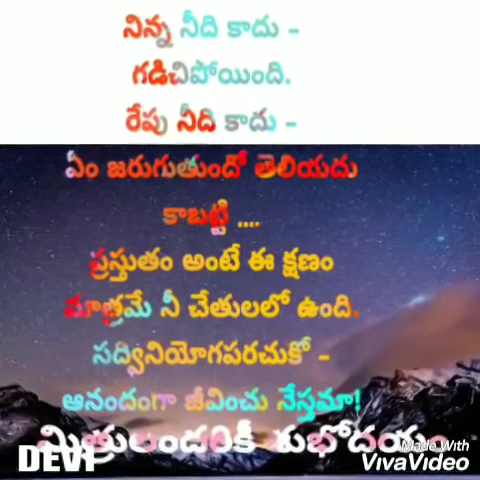 నిన్న నీది కాదు -
గడిచిపోయింది.
రేపు నీది కాదు -
ఏం జరుగుతుందో తెలియదు
కాబట్టి ....
ప్రస్తుతం అంటే ఈ క్షణం
మాత్రమే నీ చేతులలో ఉంది.
సద్వినియోగపరచుకో -
ఆనందంగా జీవించు నేస్తమా!
మిత్రులందరికీ శుభోదయం
DEVI
Made With
VivaVideo